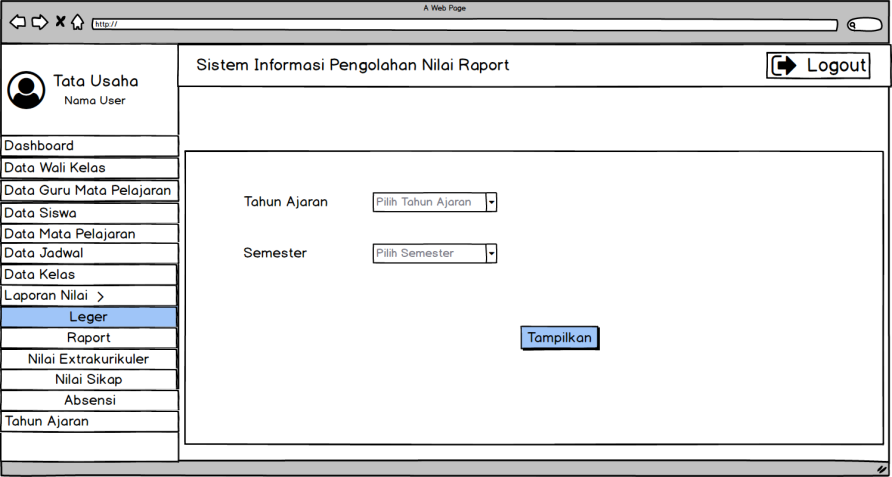 A Web Page
http://
Tata Usaha
Nama User
Sistem Informasi Pengolahan Nilai Raport
Logout
Dashboard
Data Wali Kelas
Data Guru Mata Pelajaran
Data Siswa
Data Mata Pelajaran
Data Jadwal
Data Kelas
Laporan Nilai >
Leger
Raport
Nilai Extrakurikuler
Nilai Sikap
Absensi
Tahun Ajaran
Tahun Ajaran
Pilih Tahun Ajaran
Semester
Pilih Semester
Tampilkan